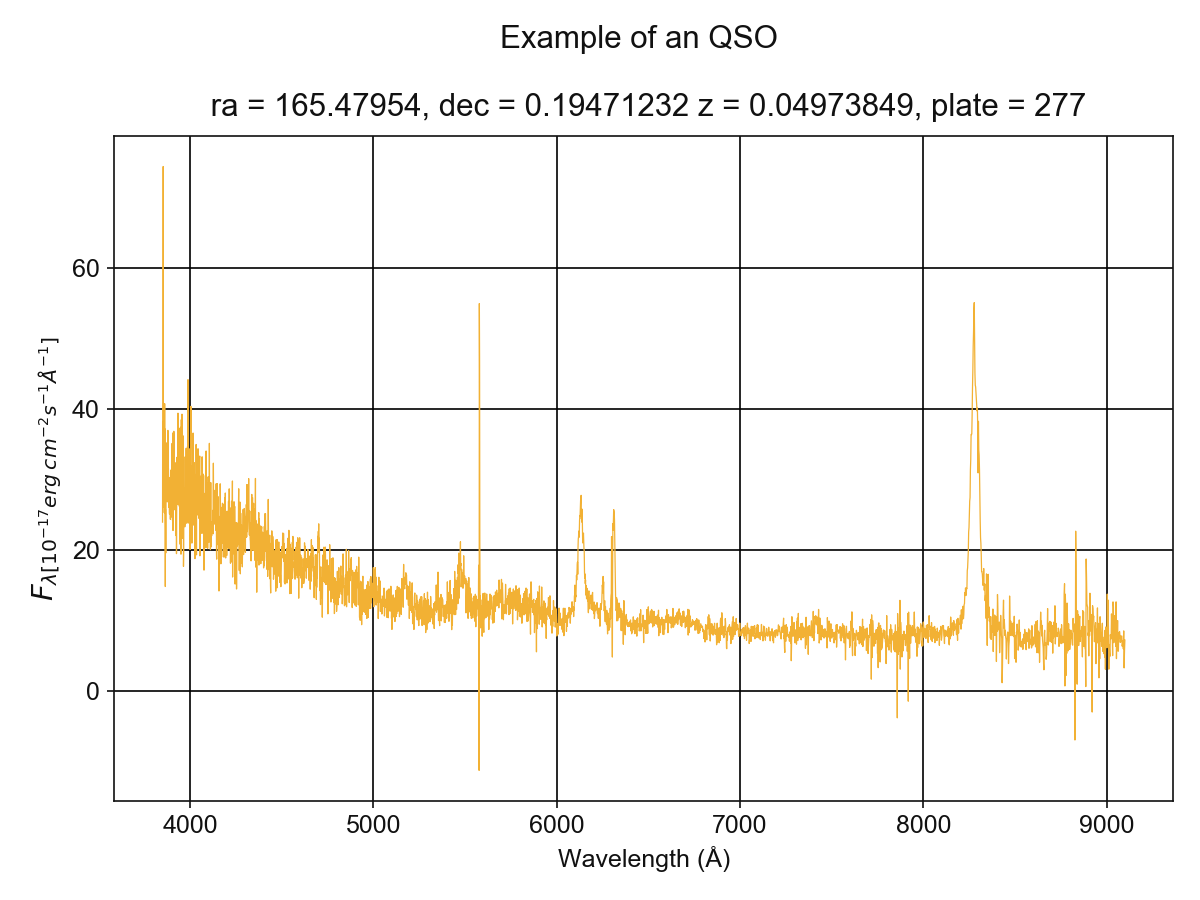 Example of an QSO
ra = 165.47954, dec = 0.19471232 z = 0.04973849, plate = 277
60
40
20
0
F_{λ[10^{−17}erg cm^{−2}s^{−1}Å^{−1}]}
4000 5000 6000 7000 8000 9000
Wavelength (Å)